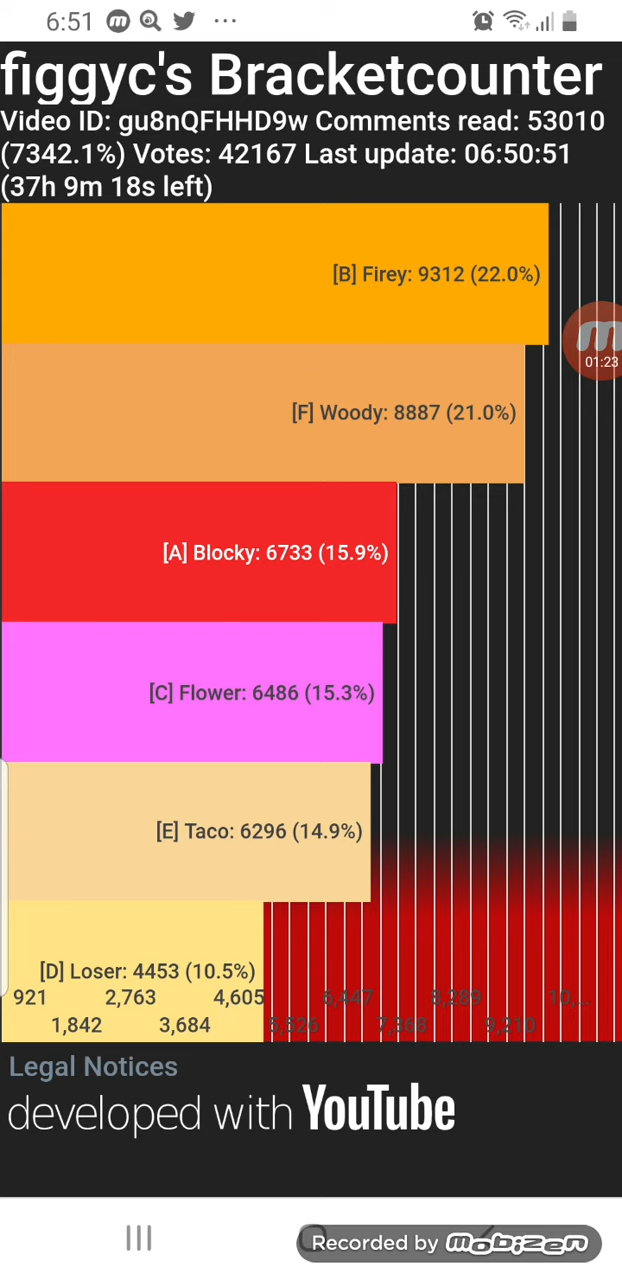 6:51
figgyc's Bracketcounter
Video ID: gu8nQFHHD9w Comments read: 53010
(7342.1%) Votes: 42167 Last update: 06:50:51
(37h 9m 18s left)
[B] Firey: 9312 (22.0%)
01:23
[F] Woody: 8887 (21.0%)
[A] Blocky: 6733 (15.9%)
[C] Flower: 6486 (15.3%)
[E] Taco: 6296 (14.9%)
[D] Loser: 4453 (10.5%)
921 2,763 4,605 6,447 8,289 10,...
1,842 3,684 5,526 7,368 9,210
Legal Notices
developed with YouTube
Recorded by mobizen